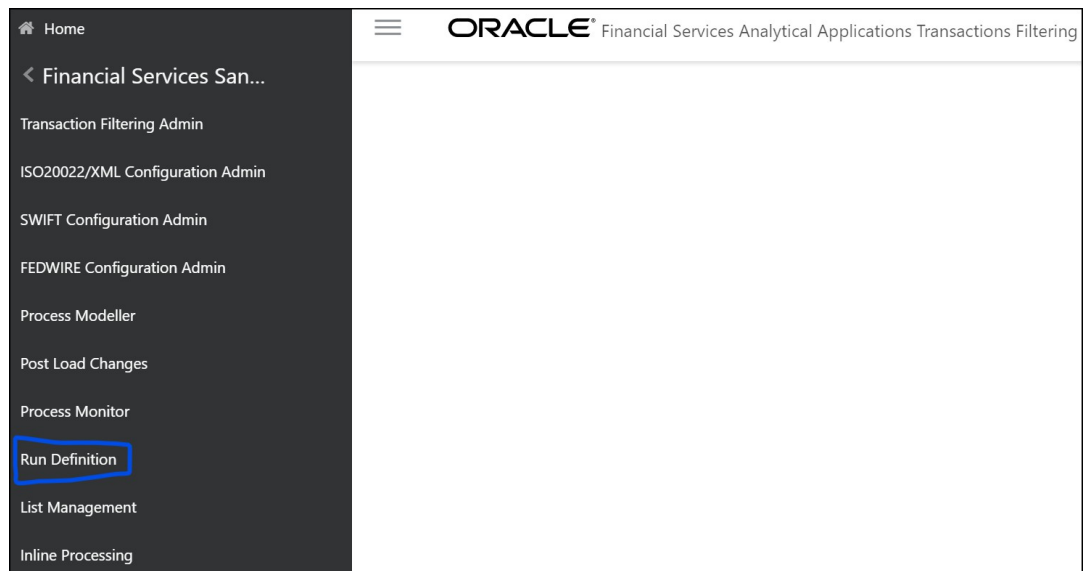 Home
ORACLE® Financial Services Analytical Applications Transactions Filtering
< Financial Services San...
Transaction Filtering Admin
ISO20022/XML Configuration Admin
SWIFT Configuration Admin
FEDWIRE Configuration Admin
Process Modeller
Post Load Changes
Process Monitor
Run Definition
List Management
Inline Processing